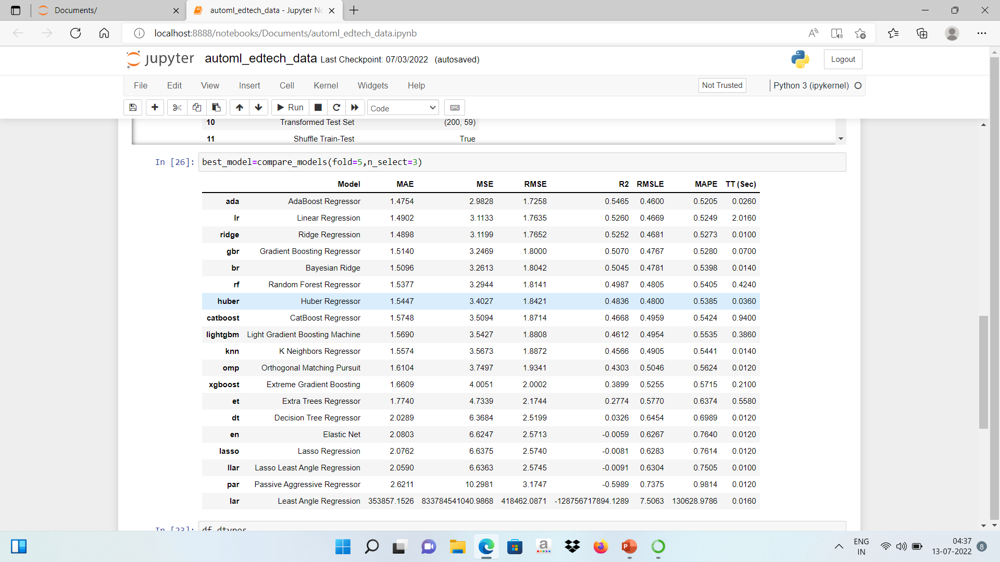 Documents/
automl_edtech_data - Jupyter No
localhost:8888/notebooks/Documents/automl_edtech_data.ipynb
jupyter automl_edtech_data Last Checkpoint: 07/03/2022 (autosaved)
Logout
File Edit View Insert Cell Kernel Widgets Help
Not Trusted
Python 3 (ipykernel)
Run
Code
10 Transformed Test Set (200, 59)
11 Shuffle Train-Test True
In [26]: best_model=compare_models(fold=5,n_select=3)
Model MAE MSE RMSE R2 RMSLE MAPE TT (Sec)
ada AdaBoost Regressor 1.4754 2.9828 1.7258 0.5465 0.4600 0.5205 0.0260
lr Linear Regression 1.4902 3.1133 1.7635 0.5260 0.4669 0.5249 2.0160
ridge Ridge Regression 1.4898 3.1199 1.7652 0.5252 0.4681 0.5273 0.0100
gbr Gradient Boosting Regressor 1.5140 3.2469 1.8000 0.5070 0.4767 0.5280 0.0700
br Bayesian Ridge 1.5096 3.2613 1.8042 0.5045 0.4781 0.5398 0.0140
rf Random Forest Regressor 1.5377 3.2944 1.8141 0.4987 0.4805 0.5405 0.4240
huber Huber Regressor 1.5447 3.4027 1.8421 0.4836 0.4800 0.5385 0.0360
catboost CatBoost Regressor 1.5748 3.5094 1.8714 0.4668 0.4959 0.5424 0.9400
lightgbm Light Gradient Boosting Machine 1.5690 3.5427 1.8808 0.4612 0.4954 0.5535 0.3860
knn K Neighbors Regressor 1.5574 3.5673 1.8872 0.4566 0.4905 0.5441 0.0140
omp Orthogonal Matching Pursuit 1.6104 3.7497 1.9341 0.4303 0.5046 0.5624 0.0120
xgboost Extreme Gradient Boosting 1.6609 4.0051 2.0002 0.3899 0.5255 0.5715 0.2100
et Extra Trees Regressor 1.7740 4.7339 2.1744 0.2774 0.5770 0.6374 0.5580
dt Decision Tree Regressor 2.0289 6.3684 2.5199 0.0326 0.6454 0.6989 0.0120
en Elastic Net 2.0803 6.6247 2.5713 -0.0059 0.6267 0.7640 0.0120
lasso Lasso Regression 2.0762 6.6375 2.5740 -0.0081 0.6283 0.7614 0.0120
llar Lasso Least Angle Regression 2.0590 6.6363 2.5745 -0.0091 0.6304 0.7505 0.0100
par Passive Aggressive Regressor 2.6211 10.2981 3.1747 -0.5989 0.7375 0.9814 0.0120
lar Least Angle Regression 353857.1526 833784541040.9868 418462.0871 -128756717894.1289 7.5063 130628.9786 0.0160
In [23]: df.dtypes
ENG
IN
04:37
13-07-2022
8